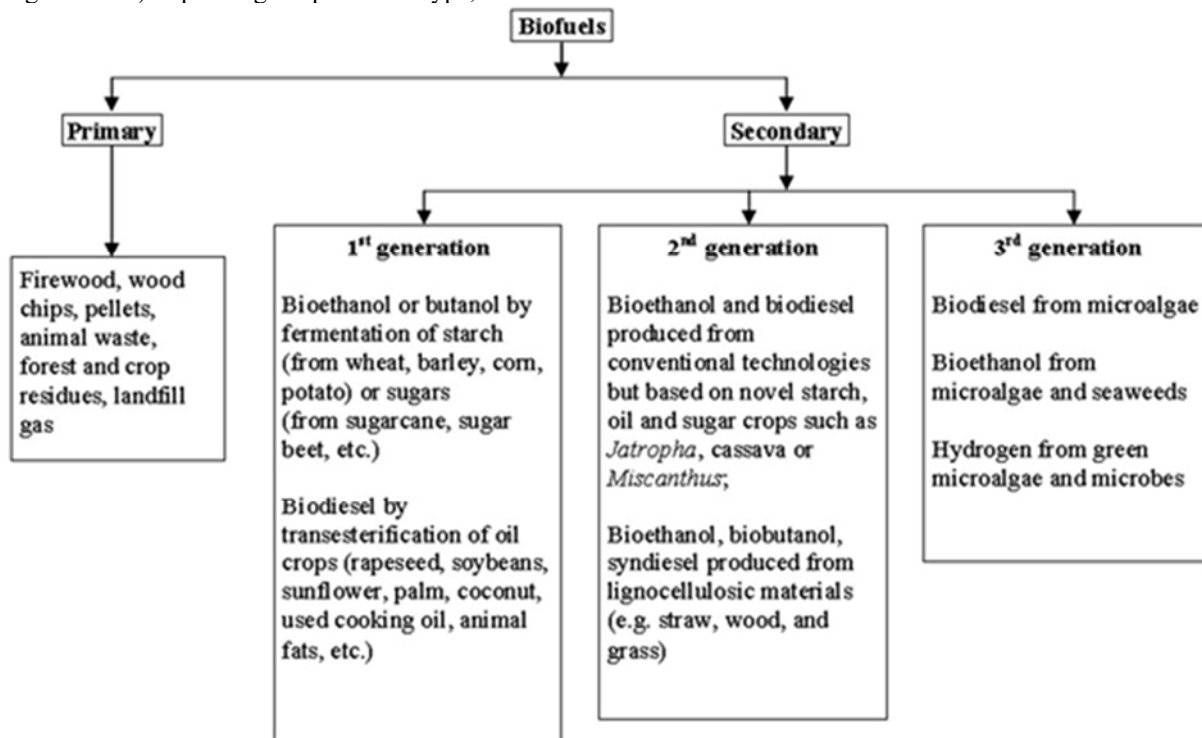 Biofuels
Primary
Secondary
Firewood, wood
chips, pellets,
animal waste,
forest and crop
residues, landfill
gas
1st generation
Bioethanol or butanol by
fermentation of starch
(from wheat, barley, corn,
potato) or sugars
(from sugarcane, sugar
beet, etc.)
Biodiesel by
transesterification of oil
crops (rapeseed, soybeans,
sunflower, palm, coconut,
used cooking oil, animal
fats, etc.)
2nd generation
Bioethanol and biodiesel
produced from
conventional technologies
but based on novel starch,
oil and sugar crops such as
Jatropha, cassava or
Miscanthus;
Bioethanol, biobutanol,
syndiesel produced from
lignocellulosic materials
(e.g. straw, wood, and
grass)
3rd generation
Biodiesel from microalgae
Bioethanol from
microalgae and seaweeds
Hydrogen from green
microalgae and microbes